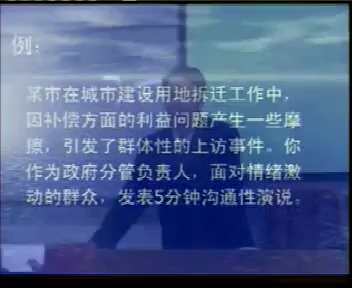 例：
某市在城市建设用地拆迁工作中，
因补偿方面的利益问题产生一些摩
擦，引发了群体性的上访事件。你
作为政府分管负责人，面对情绪激
动的群众，发表5分钟沟通性演说。